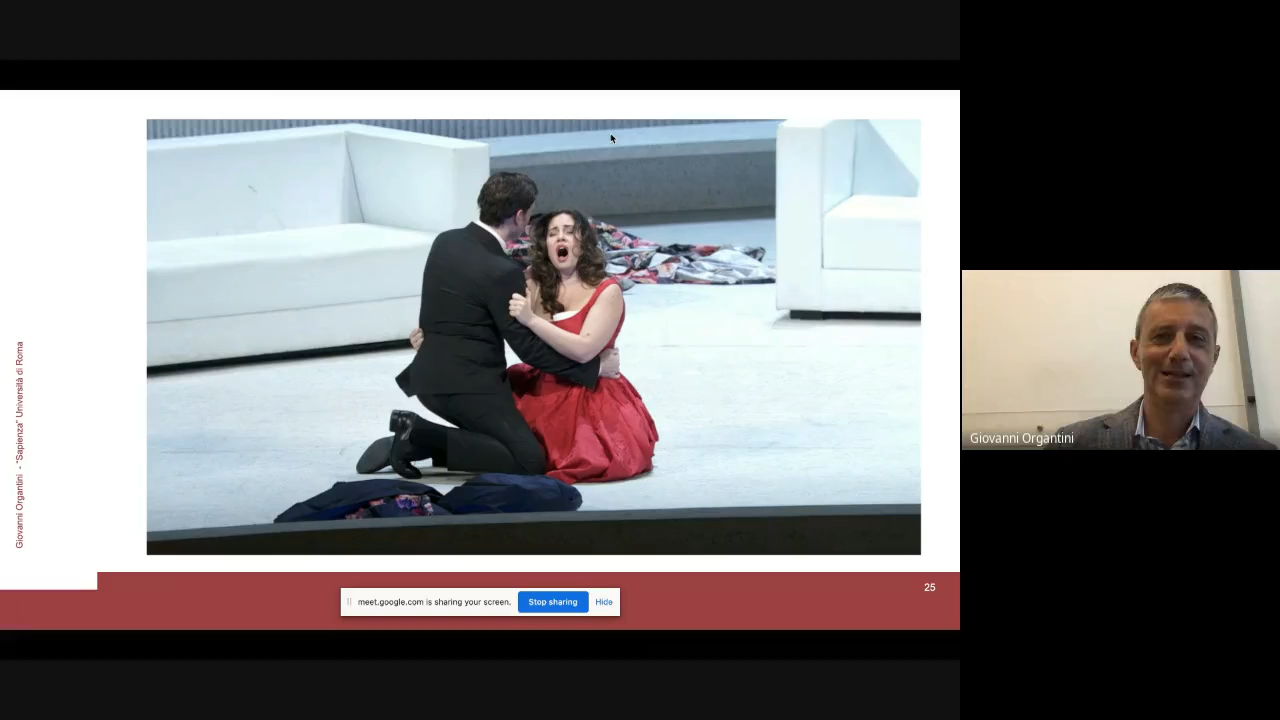 Giovanni Organtini - "Sapienza" Università di Roma
25
meet.google.com is sharing your screen.
Stop sharing
Hide
Giovanni Organtini